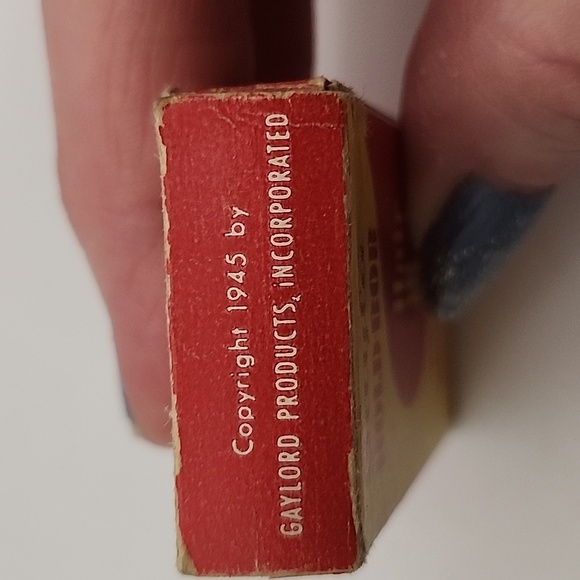 Copyright 1945 by
GAYLORD PRODUCTS, INCORPORATED